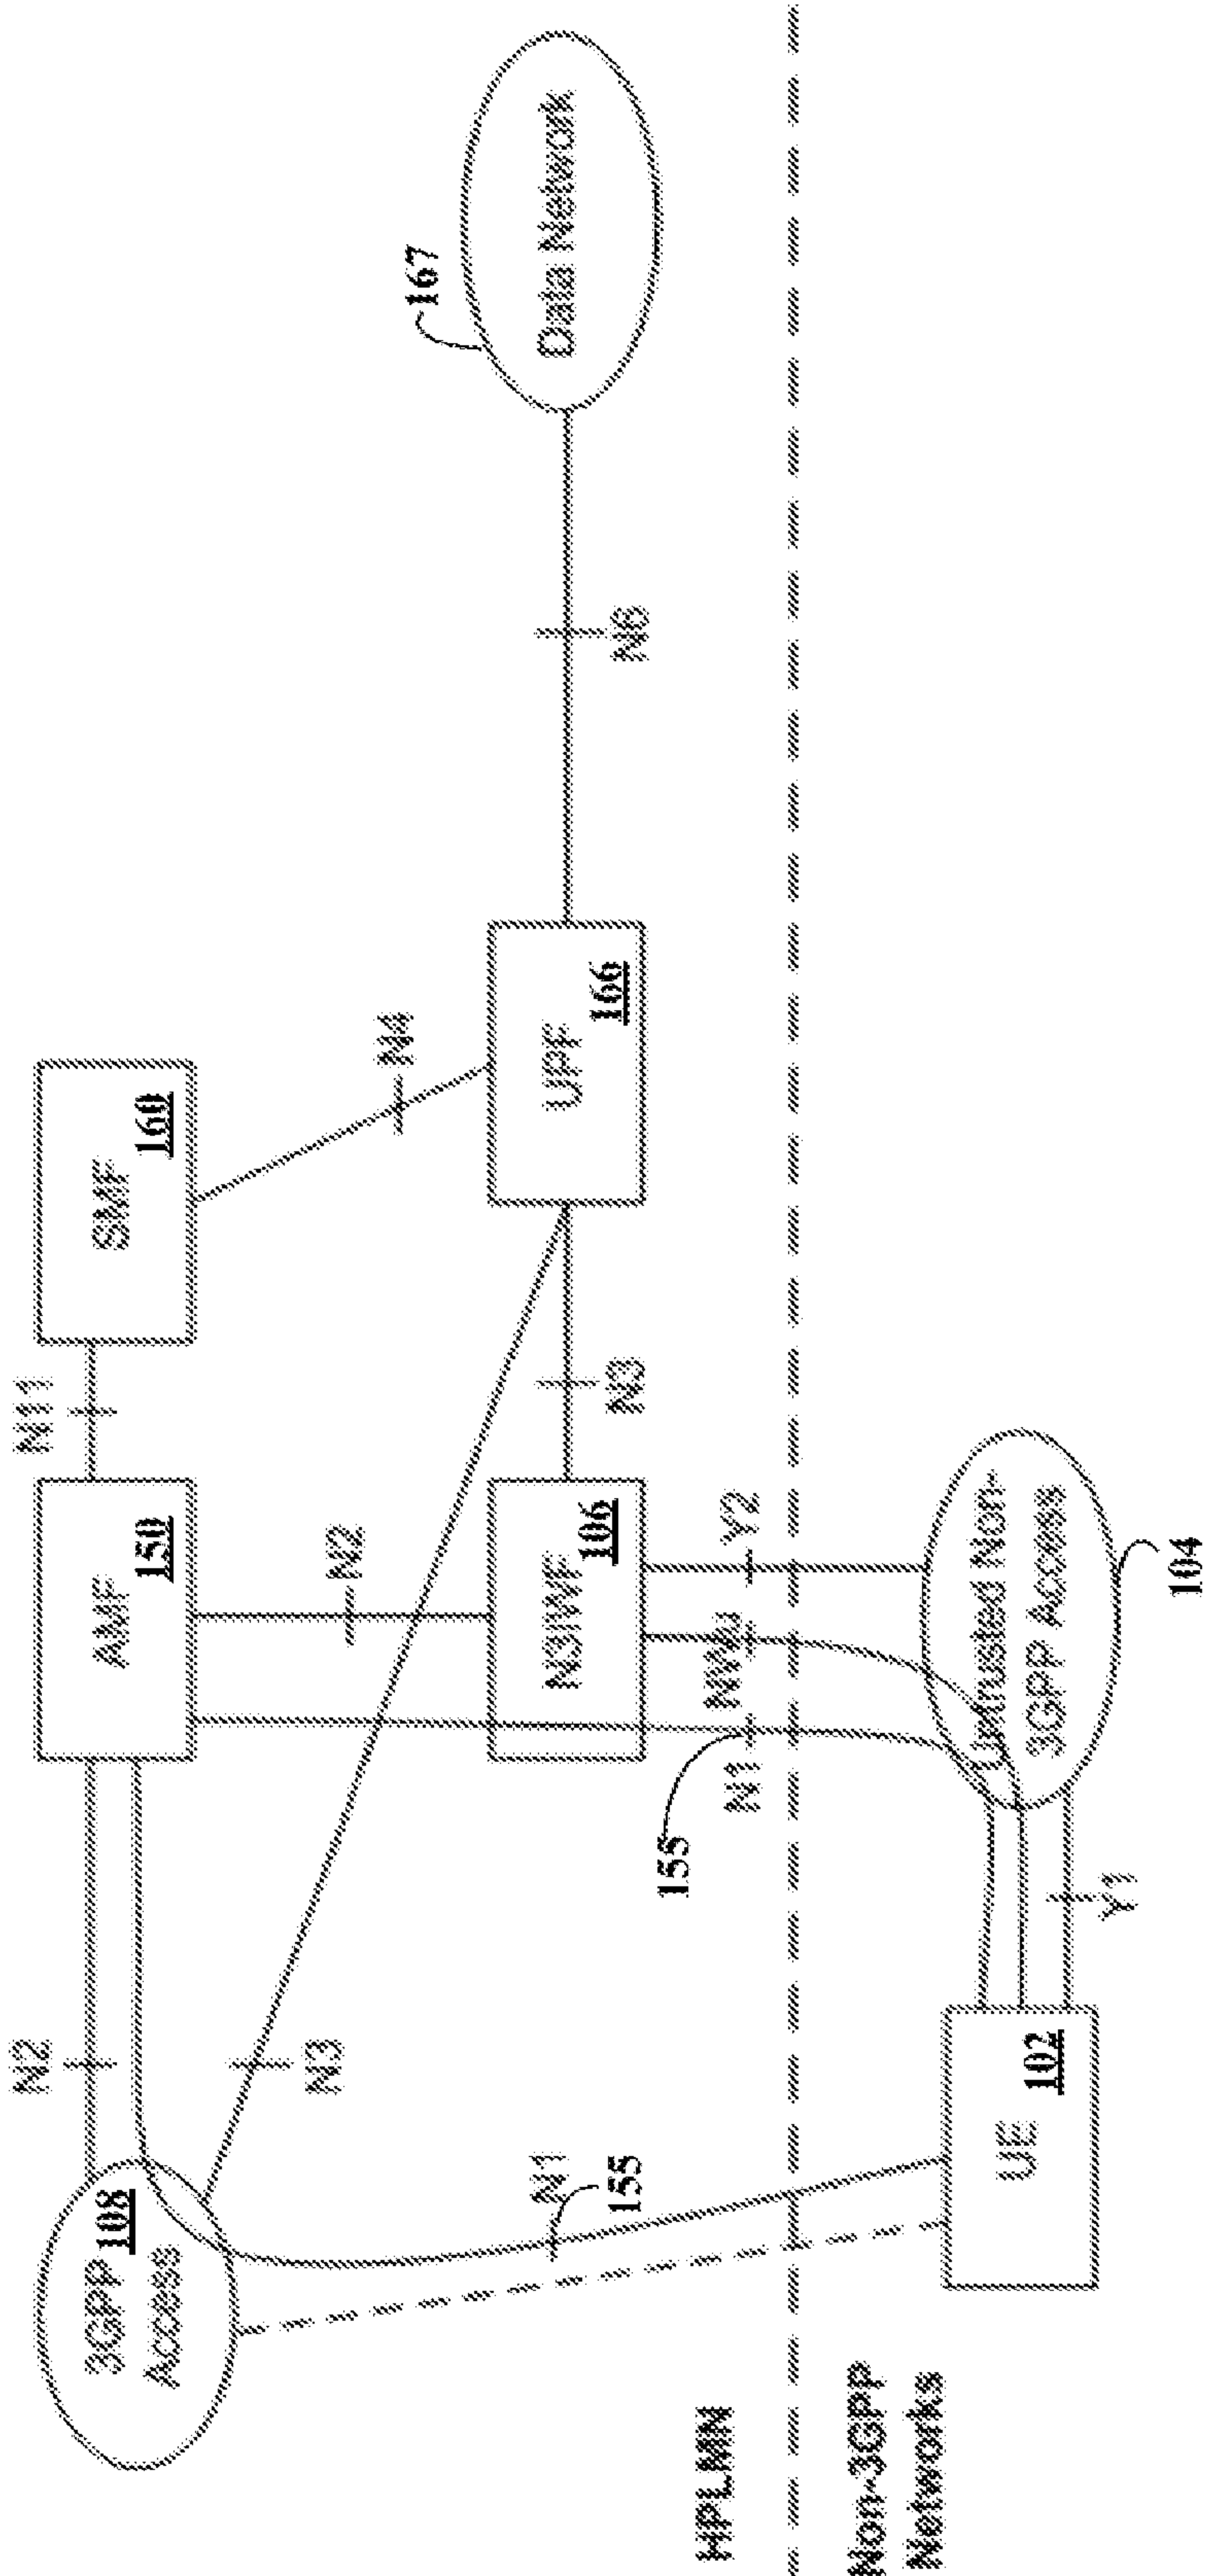 3GPP
108
Access
N2
N3
AMF
150
N11
SMF
160
N2
N4
N1
155
N3IWF
106
N3
UPF
166
N6
167
Data Network
HPLMN
155
N1
NWu
Y2
Non-3GPP
Networks
UE
102
Y1
Untrusted Non-
3GPP Access
104